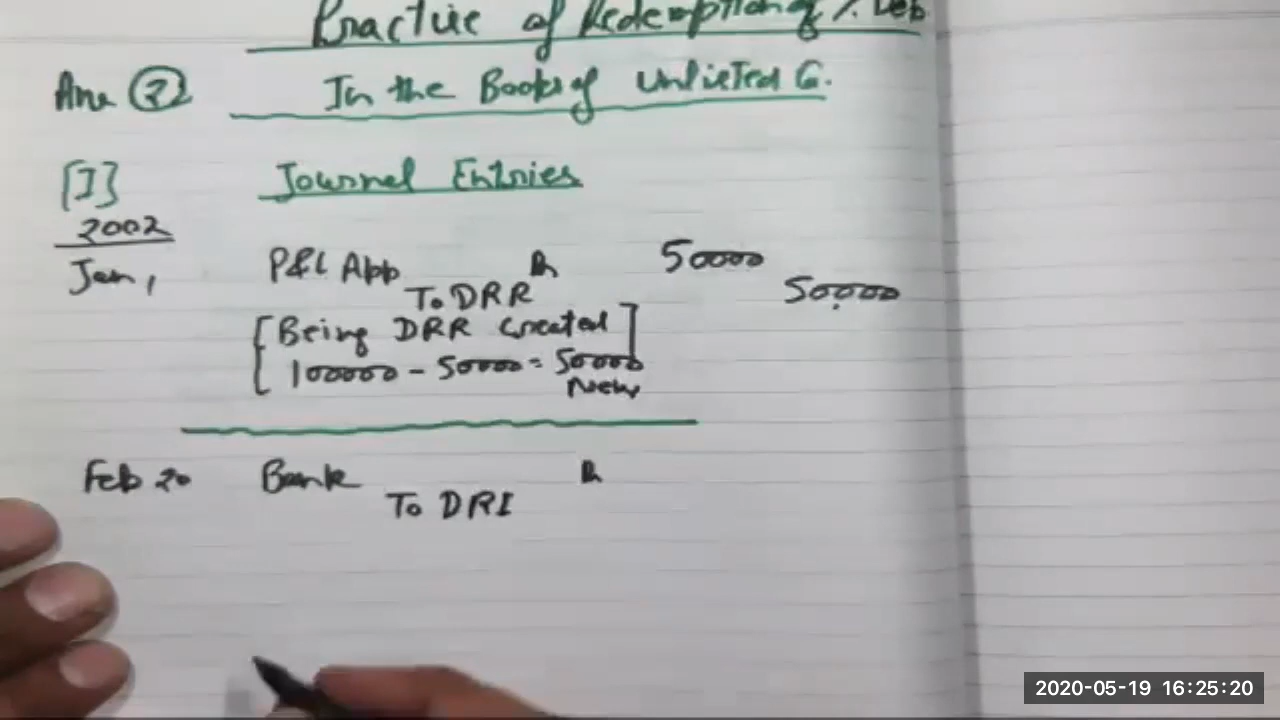 Practice of Redemption of % Deb
Ans 22 In the Books of Unlisted Co.
[I] Journal Entries
2002
Jan 1 P&L App Dr 50000
To DRR 50000
[Being DRR created]
[100000 - 50000 = 50000
New
Feb 20 Bank Dr
To DRI
2020-05-19 16:25:20